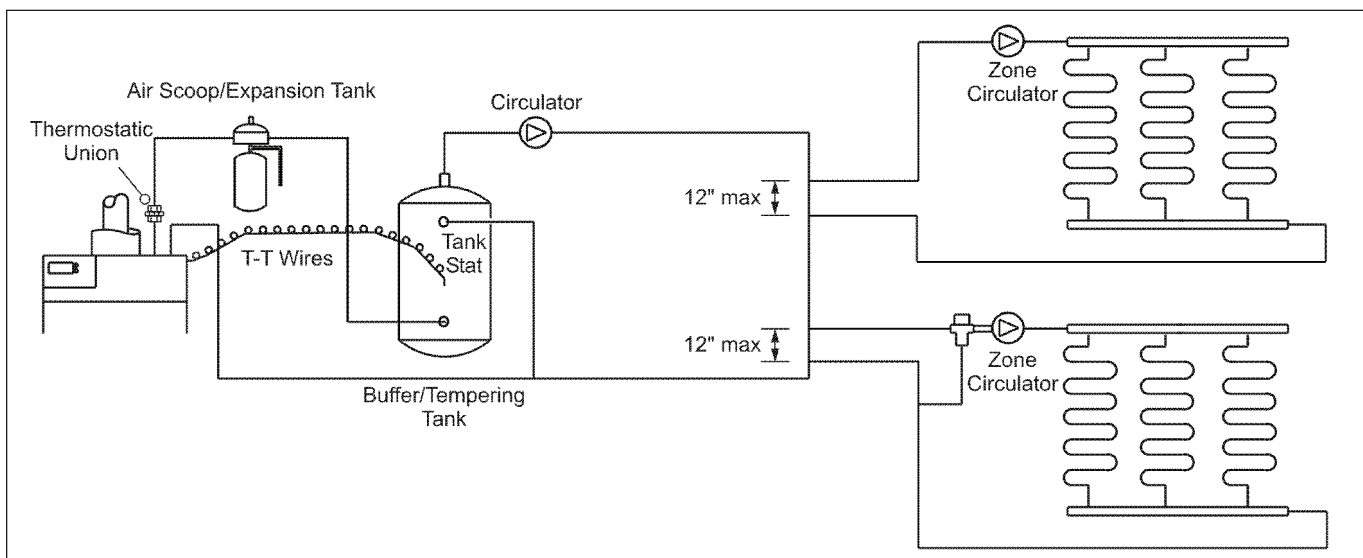 Air Scoop/Expansion Tank
Thermostatic
Union
T-T Wires
Tank
Stat
Buffer/Tempering
Tank
Circulator
12" max
Zone
Circulator
12" max
Zone
Circulator